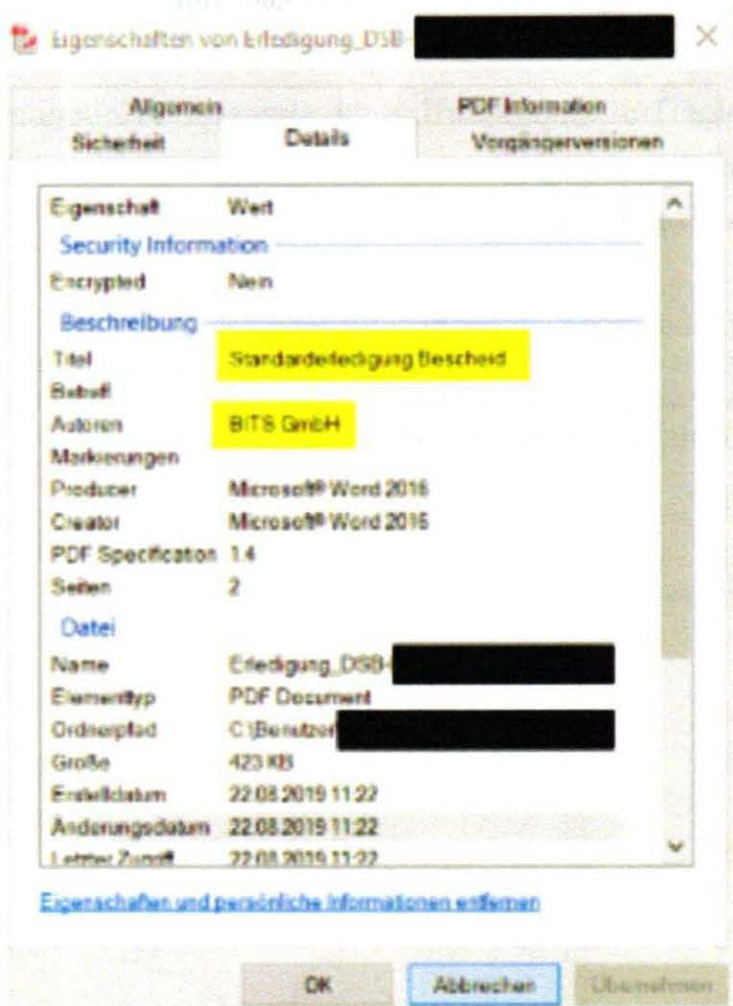 Eigenschaften von Erledigung_DSB-
Allgemein PDF Information
Sicherheit Details Vorgängerversionen
Eigenschaft Wert
Security Information
Encrypted Nein
Beschreibung
Titel Standarderledigung Bescheid
Betreff
Autoren BITS GmbH
Markierungen
Producer Microsoft® Word 2016
Creator Microsoft® Word 2016
PDF Specification 1.4
Seiten 2
Datei
Name Erledigung_DSB-
Elementtyp PDF Document
Ordnerpfad C:\Benutzer\
Größe 423 KB
Erstelldatum 22.08.2019 11:22
Änderungsdatum 22.08.2019 11:22
Letzter Zugriff 22.08.2019 11:22
Eigenschaften und persönliche Informationen entfernen
OK Abbrechen Übernehmen